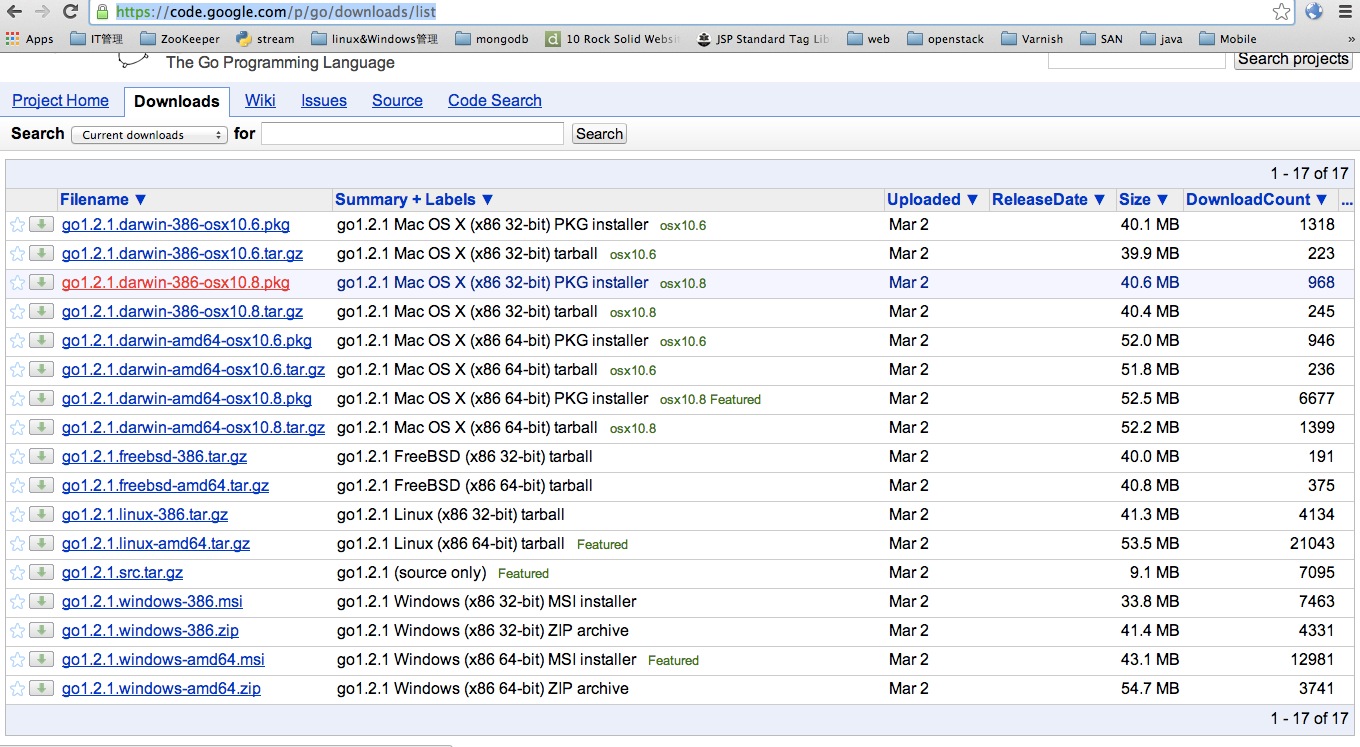 https://code.google.com/p/go/downloads/list
Apps IT管理 ZooKeeper stream linux&Windows管理 mongodb 10 Rock Solid Websi JSP Standard Tag Lib web openstack Varnish SAN java Mobile »
The Go Programming Language
Search projects
Project Home Downloads Wiki Issues Source Code Search
Search Current downloads for Search
1 - 17 of 17
Filename ▼ Summary + Labels ▼ Uploaded ▼ ReleaseDate ▼ Size ▼ DownloadCount ▼ ...
go1.2.1.darwin-386-osx10.6.pkg go1.2.1 Mac OS X (x86 32-bit) PKG installer osx10.6 Mar 2 40.1 MB 1318
go1.2.1.darwin-386-osx10.6.tar.gz go1.2.1 Mac OS X (x86 32-bit) tarball osx10.6 Mar 2 39.9 MB 223
go1.2.1.darwin-386-osx10.8.pkg go1.2.1 Mac OS X (x86 32-bit) PKG installer osx10.8 Mar 2 40.6 MB 968
go1.2.1.darwin-386-osx10.8.tar.gz go1.2.1 Mac OS X (x86 32-bit) tarball osx10.8 Mar 2 40.4 MB 245
go1.2.1.darwin-amd64-osx10.6.pkg go1.2.1 Mac OS X (x86 64-bit) PKG installer osx10.6 Mar 2 52.0 MB 946
go1.2.1.darwin-amd64-osx10.6.tar.gz go1.2.1 Mac OS X (x86 64-bit) tarball osx10.6 Mar 2 51.8 MB 236
go1.2.1.darwin-amd64-osx10.8.pkg go1.2.1 Mac OS X (x86 64-bit) PKG installer osx10.8 Featured Mar 2 52.5 MB 6677
go1.2.1.darwin-amd64-osx10.8.tar.gz go1.2.1 Mac OS X (x86 64-bit) tarball osx10.8 Mar 2 52.2 MB 1399
go1.2.1.freebsd-386.tar.gz go1.2.1 FreeBSD (x86 32-bit) tarball Mar 2 40.0 MB 191
go1.2.1.freebsd-amd64.tar.gz go1.2.1 FreeBSD (x86 64-bit) tarball Mar 2 40.8 MB 375
go1.2.1.linux-386.tar.gz go1.2.1 Linux (x86 32-bit) tarball Mar 2 41.3 MB 4134
go1.2.1.linux-amd64.tar.gz go1.2.1 Linux (x86 64-bit) tarball Featured Mar 2 53.5 MB 21043
go1.2.1.src.tar.gz go1.2.1 (source only) Featured Mar 2 9.1 MB 7095
go1.2.1.windows-386.msi go1.2.1 Windows (x86 32-bit) MSI installer Mar 2 33.8 MB 7463
go1.2.1.windows-386.zip go1.2.1 Windows (x86 32-bit) ZIP archive Mar 2 41.4 MB 4331
go1.2.1.windows-amd64.msi go1.2.1 Windows (x86 64-bit) MSI installer Featured Mar 2 43.1 MB 12981
go1.2.1.windows-amd64.zip go1.2.1 Windows (x86 64-bit) ZIP archive Mar 2 54.7 MB 3741
1 - 17 of 17